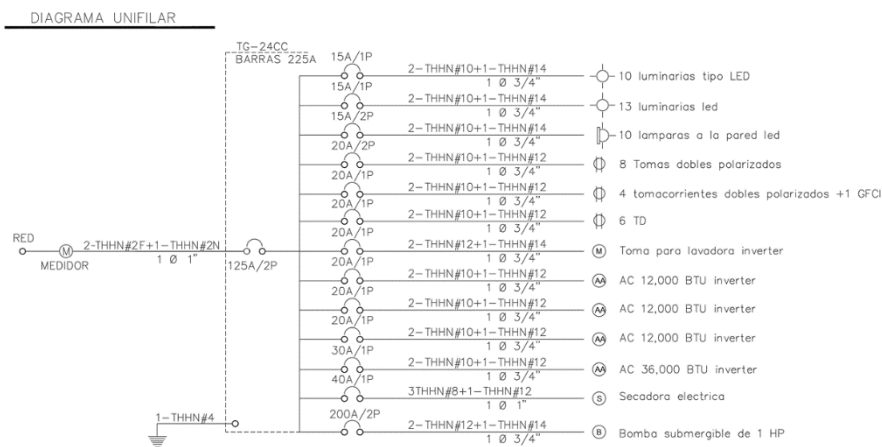 DIAGRAMA UNIFILAR
TG-24CC
BARRAS 225A
15A/1P
2-THHN#10+1-THHN#14
1 Ø 3/4"
10 luminarias tipo LED
15A/1P
2-THHN#10+1-THHN#14
1 Ø 3/4"
13 luminarias led
15A/2P
2-THHN#10+1-THHN#14
1 Ø 3/4"
10 lamparas a la pared led
20A/2P
2-THHN#10+1-THHN#12
1 Ø 3/4"
8 Tomas dobles polarizados
20A/1P
2-THHN#10+1-THHN#12
1 Ø 3/4"
4 tomacorrientes dobles polarizados +1 GFCI
20A/1P
2-THHN#10+1-THHN#12
1 Ø 3/4"
6 TD
RED
M
MEDIDOR
2-THHN#2F+1-THHN#2N
1 Ø 1"
125A/2P
20A/1P
2-THHN#12+1-THHN#14
1 Ø 3/4"
M
Toma para lavadora inverter
20A/1P
2-THHN#10+1-THHN#12
1 Ø 3/4"
AA
AC 12,000 BTU inverter
20A/1P
2-THHN#10+1-THHN#12
1 Ø 3/4"
AA
AC 12,000 BTU inverter
20A/1P
2-THHN#10+1-THHN#12
1 Ø 3/4"
AA
AC 12,000 BTU inverter
30A/1P
2-THHN#10+1-THHN#12
1 Ø 3/4"
AA
AC 36,000 BTU inverter
40A/1P
3THHN#8+1-THHN#12
1 Ø 1"
S
Secadora electrica
1-THHN#4
200A/2P
2-THHN#12+1-THHN#14
1 Ø 3/4"
B
Bomba submergible de 1 HP